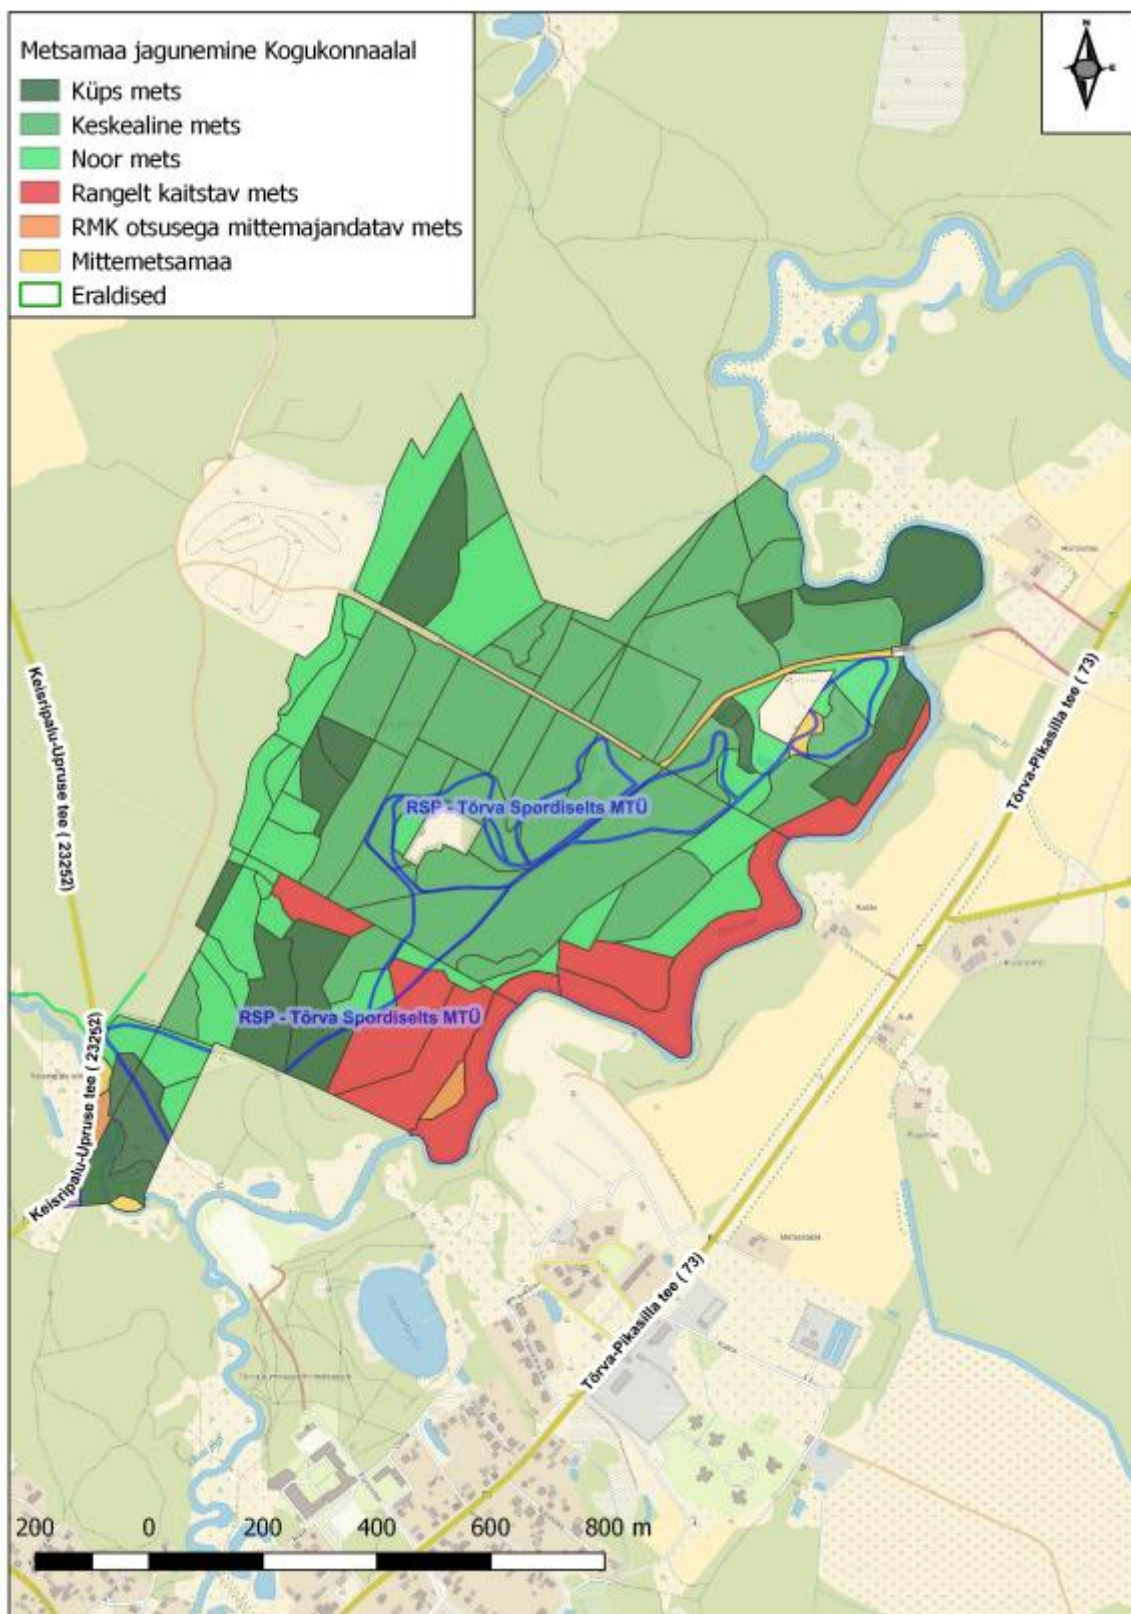 Metsamaa jagunemine Kogukonnaalal
Küps mets
Keskealine mets
Noor mets
Rangelt kaitstav mets
RMK otsusega mittemajandatav mets
Mittemetsamaa
Eraldised
N
Keisripalu-Upruse tee ( 23252)
Tõrva-Pikasilla tee ( 73)
RSP - Tõrva Spordiselts MTÜ
RSP - Tõrva Spordiselts MTÜ
Keisripalu-Upruse tee ( 23252)
Tõrva-Pikasilla tee ( 73)
200 0 200 400 600 800 m